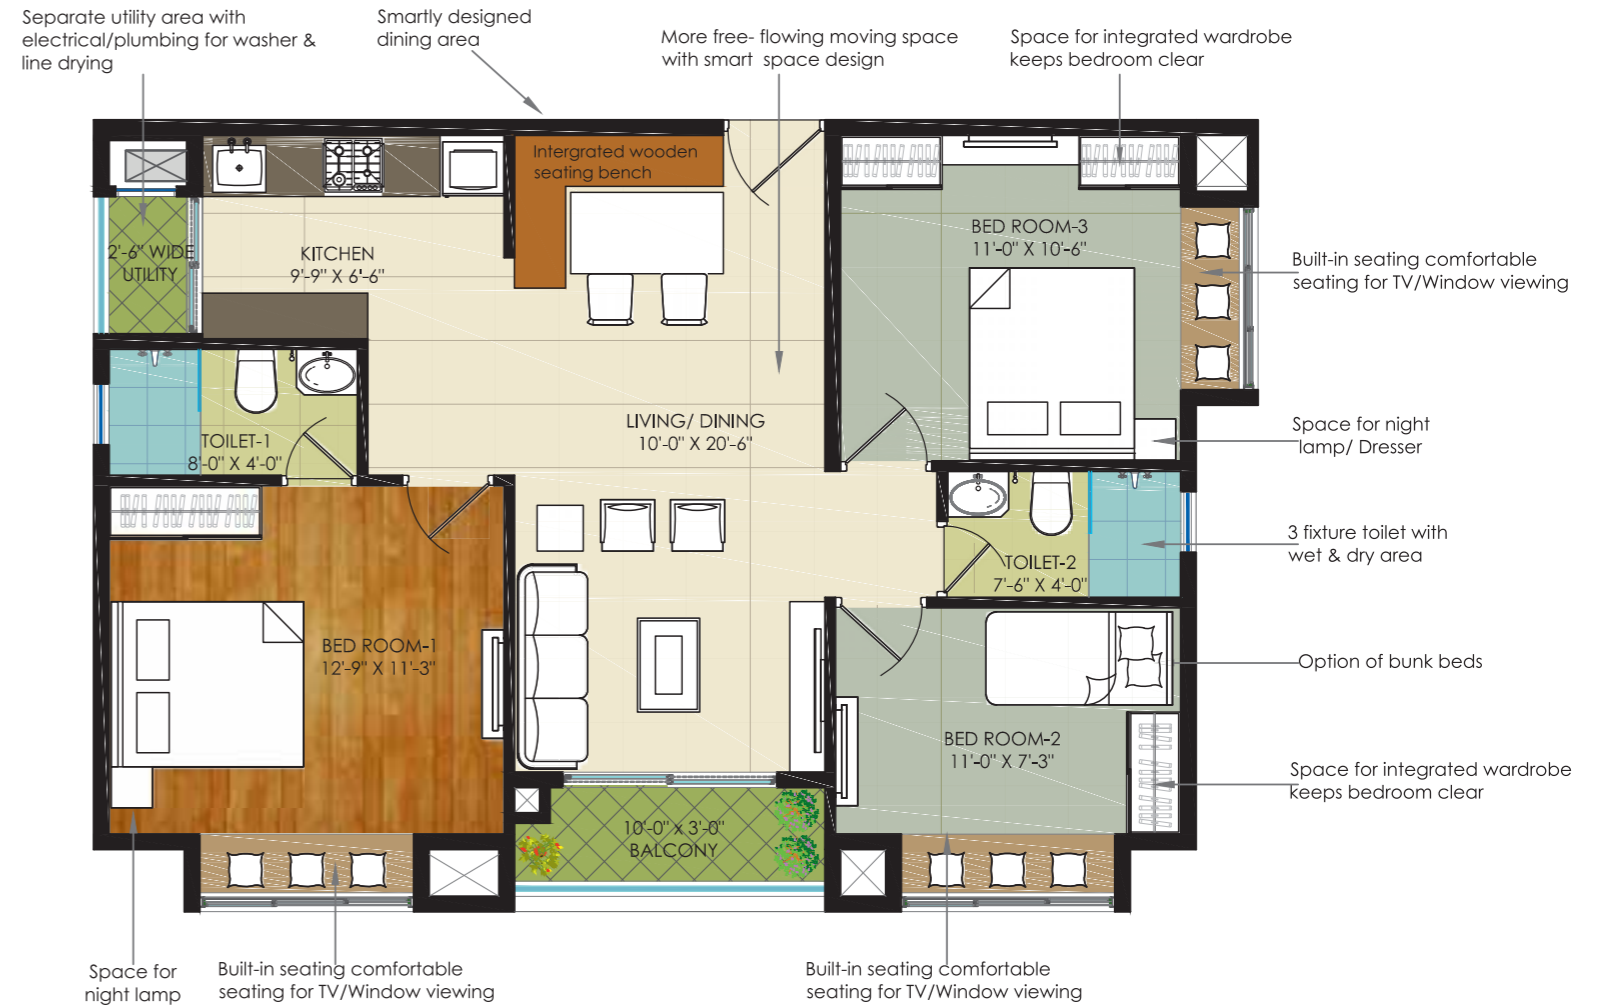 Separate utility area with
electrical/plumbing for washer &
line drying
Smartly designed
dining area
More free- flowing moving space
with smart space design
Space for integrated wardrobe
keeps bedroom clear
Intergrated wooden
seating bench
2'-6" WIDE
UTILITY
KITCHEN
9'-9" X 6'-6"
BED ROOM-3
11'-0" X 10'-6"
Built-in seating comfortable
seating for TV/Window viewing
LIVING/ DINING
10'-0" X 20'-6"
TOILET-1
8'-0" X 4'-0"
Space for night
lamp/ Dresser
3 fixture toilet with
wet & dry area
TOILET-2
7'-6" X 4'-0"
BED ROOM-1
12'-9" X 11'-3"
Option of bunk beds
BED ROOM-2
11'-0" X 7'-3"
Space for integrated wardrobe
keeps bedroom clear
10'-0" x 3'-0"
BALCONY
Space for
night lamp
Built-in seating comfortable
seating for TV/Window viewing
Built-in seating comfortable
seating for TV/Window viewing